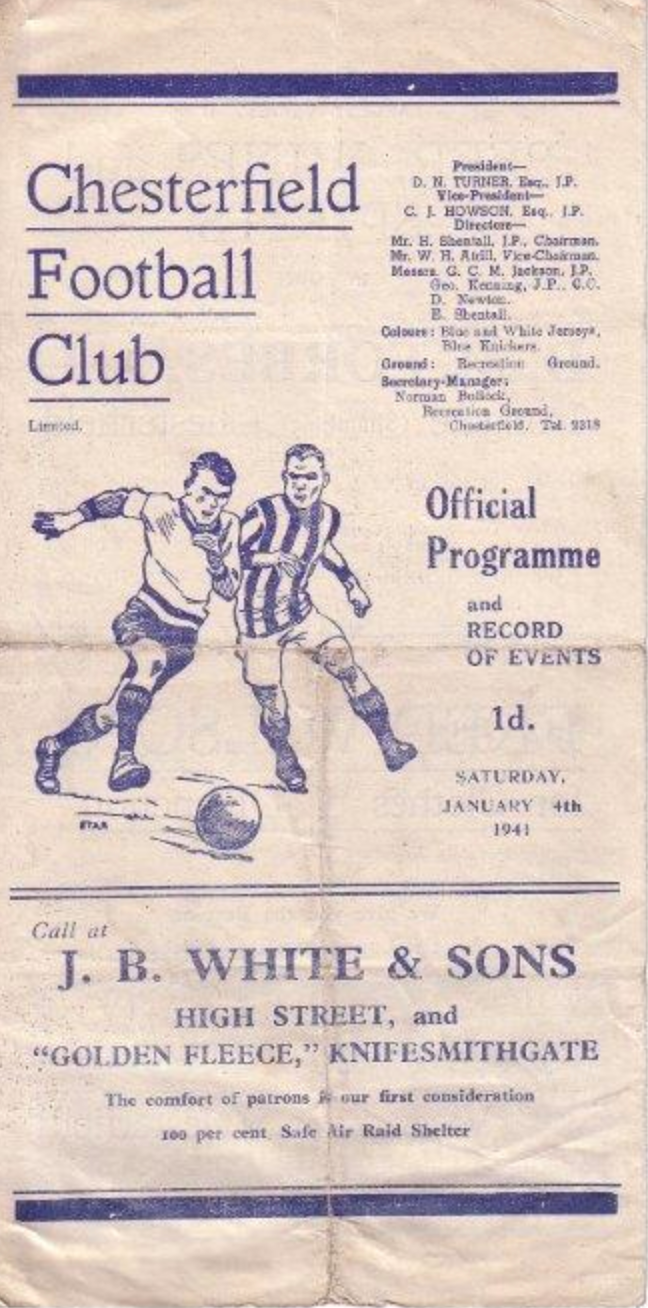 Chesterfield
Football
Club
Limited.
President—
D. N. TURNER, Esq., J.P.
Vice-President—
C. J. HOWSON, Esq., J.P.
Directors—
Mr. H. Shentall, J.P., Chairman.
Mr. W. H. Atrill, Vice-Chairman.
Messrs. G. C. M. Jackson, J.P.
Geo. Kenning, J.P., C.C.
D. Newton.
E. Shentall.
Colours: Blue and White Jerseys,
Blue Knickers.
Ground: Recreation Ground.
Secretary-Manager:
Norman Bullock,
Recreation Ground,
Chesterfield. Tel. 2318
Official
Programme
and
RECORD
OF EVENTS
1d.
SATURDAY,
JANUARY 4th
1941
STAR
Call at
J. B. WHITE & SONS
HIGH STREET, and
"GOLDEN FLEECE," KNIFESMITHGATE
The comfort of patrons is our first consideration
100 per cent. Safe Air Raid Shelter